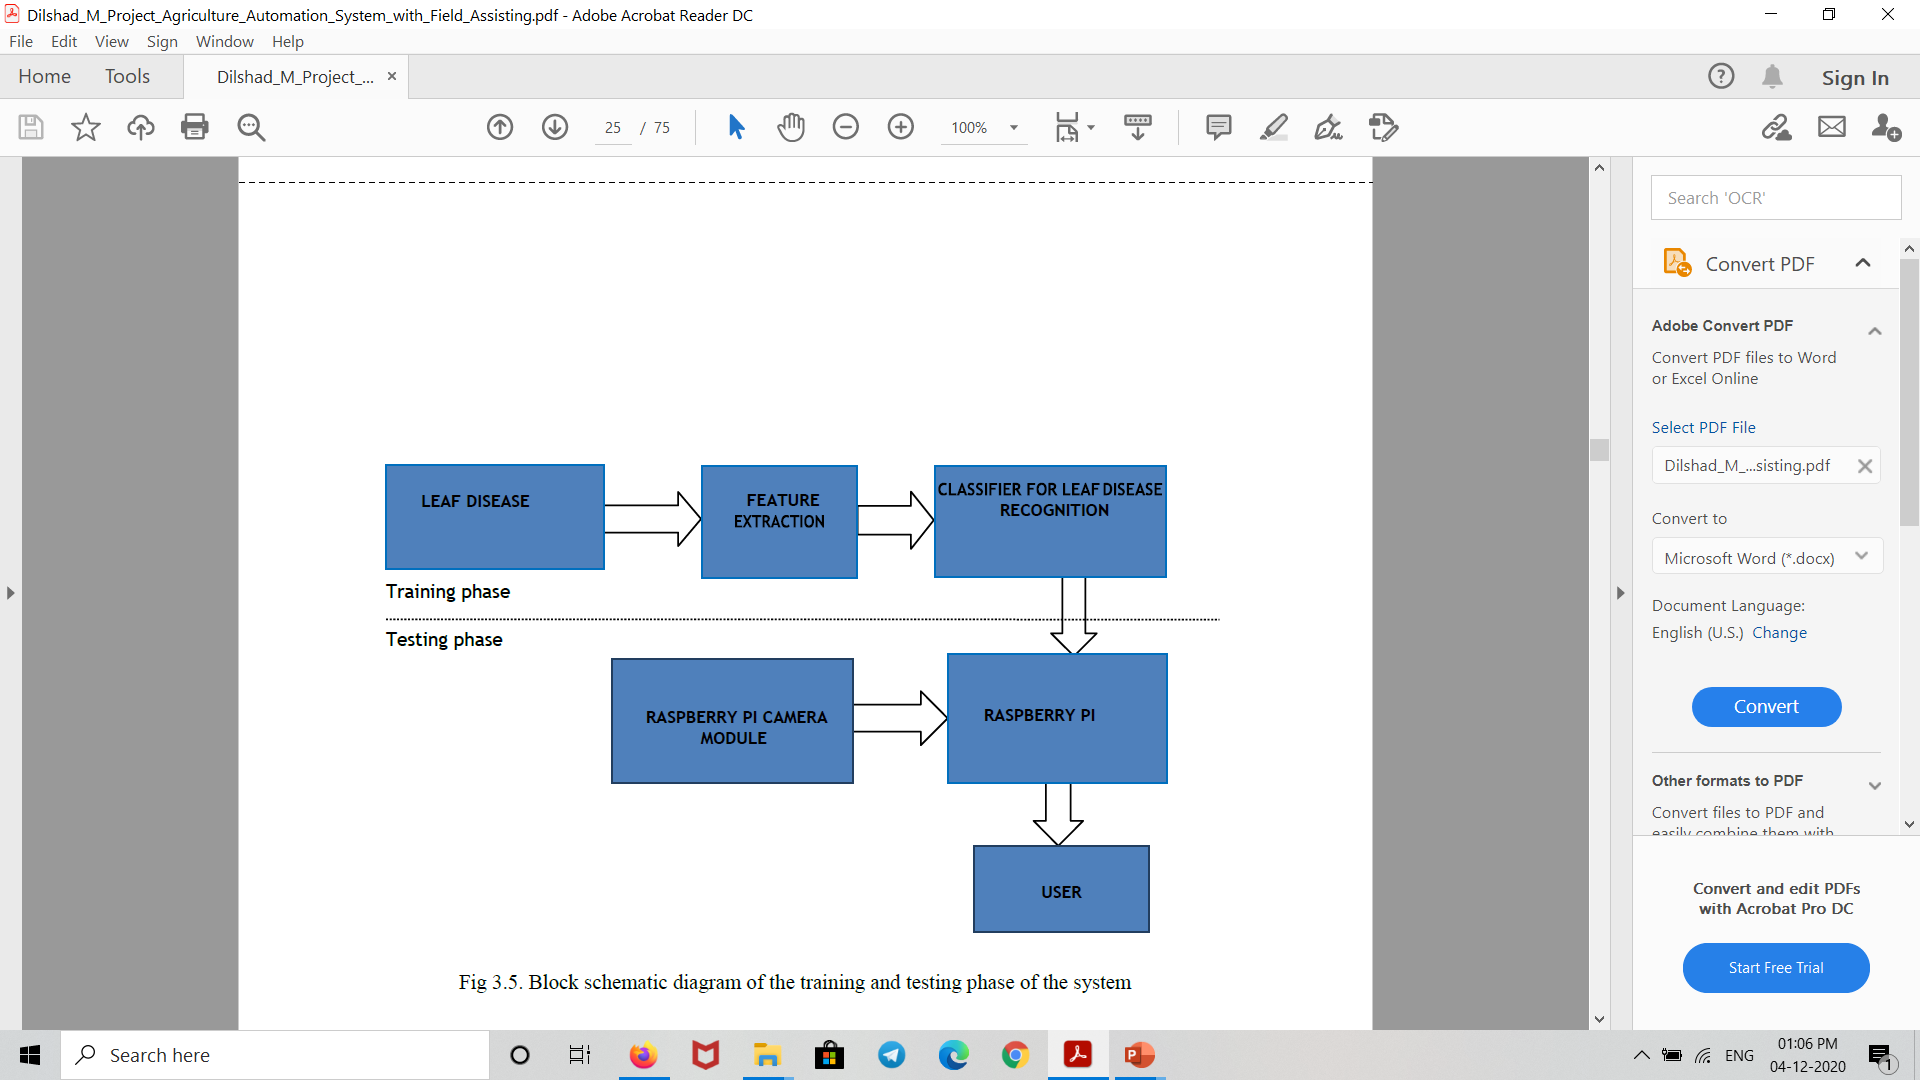 Dilshad_M_Project_Agriculture_Automation_System_with_Field_Assisting.pdf - Adobe Acrobat Reader DC
File Edit View Sign Window Help
Home Tools Dilshad_M_Project_... ×
Sign In
25 / 75 100%
Search 'OCR'
Convert PDF
Adobe Convert PDF
Convert PDF files to Word
or Excel Online
Select PDF File
Dilshad_M_...sisting.pdf
Convert to
Microsoft Word (*.docx)
Document Language:
English (U.S.) Change
Convert
Other formats to PDF
Convert files to PDF and
easily combine them with
Convert and edit PDFs
with Acrobat Pro DC
Start Free Trial
LEAF DISEASE
FEATURE
EXTRACTION
CLASSIFIER FOR LEAF DISEASE
RECOGNITION
Training phase
Testing phase
RASPBERRY PI CAMERA
MODULE
RASPBERRY PI
USER
Fig 3.5. Block schematic diagram of the training and testing phase of the system
Search here
ENG
01:06 PM
04-12-2020
1